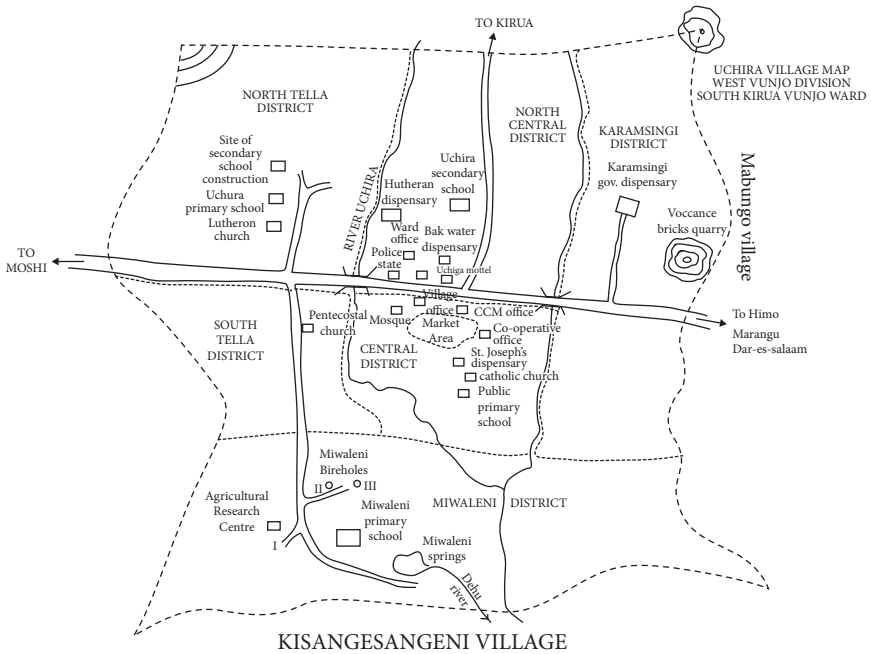 TO KIRUA
UCHIRA VILLAGE MAP
WEST VUNJO DIVISION
SOUTH KIRUA VUNJO WARD
NORTH TELLA
DISTRICT
NORTH
CENTRAL
DISTRICT
KARAMSINGI
DISTRICT
Karamsingi
gov. dispensary
Mabungo village
Site of
secondary
school
construction
Uchura
primary school
Lutheron
church
RIVER UCHIRA
Hutheran
dispensary
Uchira
secondary
school
Ward
office
Bak water
dispensary
Police
state
Uchiga mottel
Voccance
bricks quarry
TO
MOSHI
To Himo
Marangu
Dar-es-salaam
SOUTH
TELLA
DISTRICT
Pentecostal
church
Mosque
Village
office
CCM office
Market
Area
Co-operative
office
CENTRAL
DISTRICT
St. Joseph's
dispensary
catholic church
Public
primary
school
Miwaleni
Bireholes
II
III
Agricultural
Research
Centre
I
Miwaleni
primary
school
MIWALENI DISTRICT
Miwaleni
springs
Dehu
river
KISANGESANGENI VILLAGE